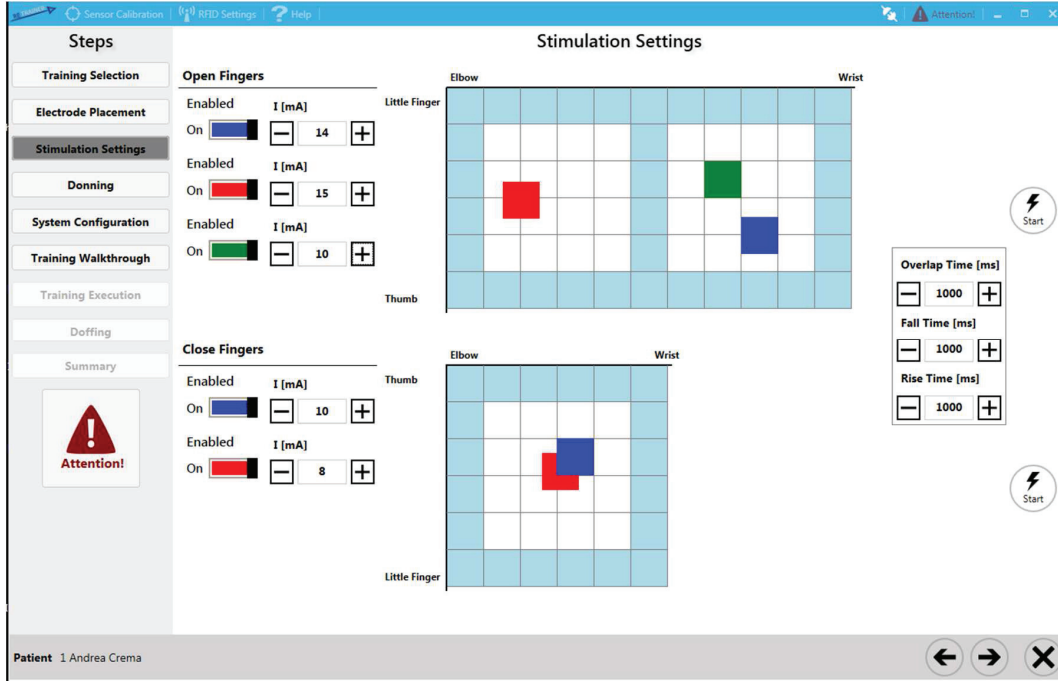 Sensor Calibration | RFID Settings | ? Help | Attention!
Steps
Training Selection
Electrode Placement
Stimulation Settings
Donning
System Configuration
Training Walkthrough
Training Execution
Doffing
Summary
Attention!
Stimulation Settings
Open Fingers
Enabled I [mA]
On 14
Enabled I [mA]
On 15
Enabled I [mA]
On 10
Elbow Wrist
Little Finger
Thumb
Close Fingers
Enabled I [mA]
On 10
Enabled I [mA]
On 8
Elbow Wrist
Thumb
Little Finger
Start
Overlap Time [ms]
1000
Fall Time [ms]
1000
Rise Time [ms]
1000
Start
Patient 1 Andrea Crema